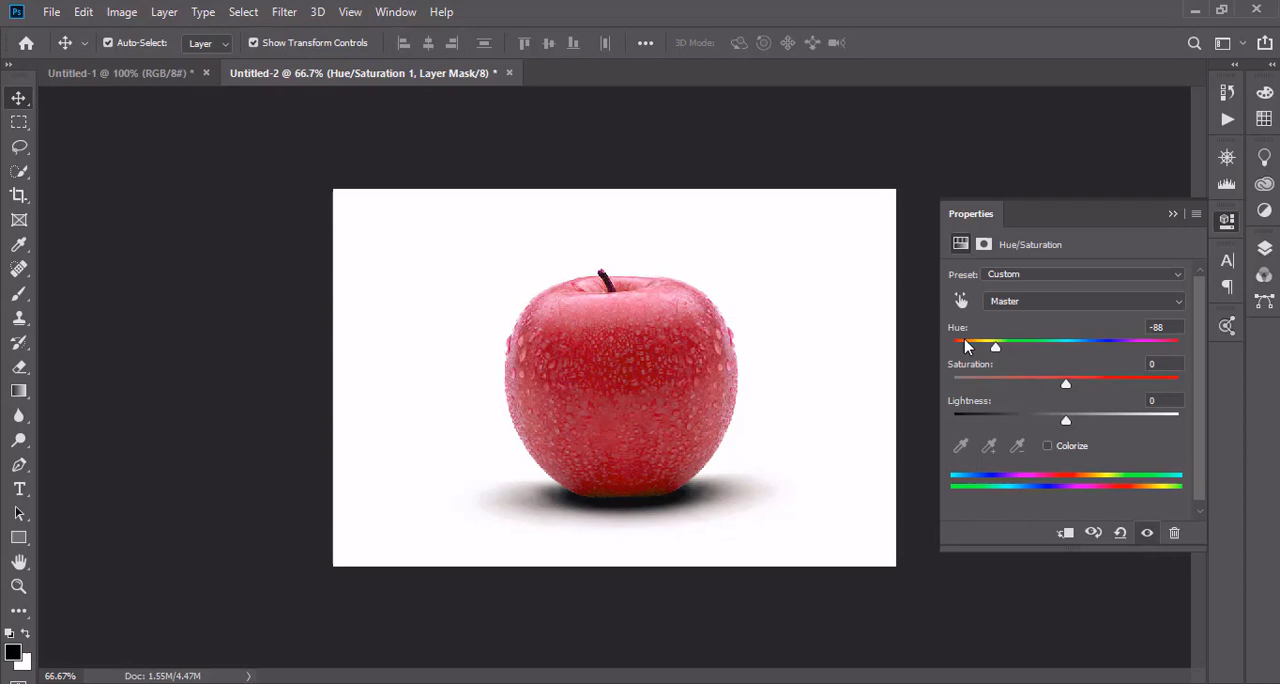 Ps File Edit Image Layer Type Select Filter 3D View Window Help
Auto-Select: Layer Show Transform Controls 3D Mode:
Untitled-1 @ 100% (RGB/8#) * × Untitled-2 @ 66.7% (Hue/Saturation 1, Layer Mask/8) * ×
Properties
Hue/Saturation
Preset: Custom
Master
Hue: -88
Saturation: 0
Lightness: 0
Colorize
66.67% Doc: 1.55M/4.47M